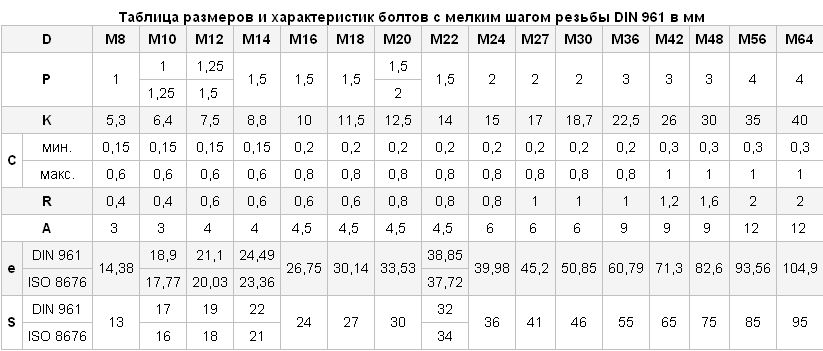 Таблица размеров и характеристик болтов с мелким шагом резьбы DIN 961 в мм
D M8 M10 M12 M14 M16 M18 M20 M22 M24 M27 M30 M36 M42 M48 M56 M64
1 1,25 1,5
P 1 1,5 1,5 1,5 1,5 2 2 2 3 3 3 4 4
1,25 1,5 2
K 5,3 6,4 7,5 8,8 10 11,5 12,5 14 15 17 18,7 22,5 26 30 35 40
C мин. 0,15 0,15 0,15 0,15 0,2 0,2 0,2 0,2 0,2 0,2 0,2 0,2 0,3 0,3 0,3 0,3
макс. 0,6 0,6 0,6 0,6 0,8 0,8 0,8 0,8 0,8 0,8 0,8 0,8 1 1 1 1
R 0,4 0,4 0,6 0,6 0,6 0,6 0,8 0,8 0,8 1 1 1 1,2 1,6 2 2
A 3 3 4 4 4,5 4,5 4,5 4,5 6 6 6 9 9 9 12 12
e DIN 961 14,38 18,9 21,1 24,49 26,75 30,14 33,53 38,85 39,98 45,2 50,85 60,79 71,3 82,6 93,56 104,9
ISO 8676 17,77 20,03 23,36 37,72
S DIN 961 13 17 19 22 24 27 30 32 36 41 46 55 65 75 85 95
ISO 8676 16 18 21 34